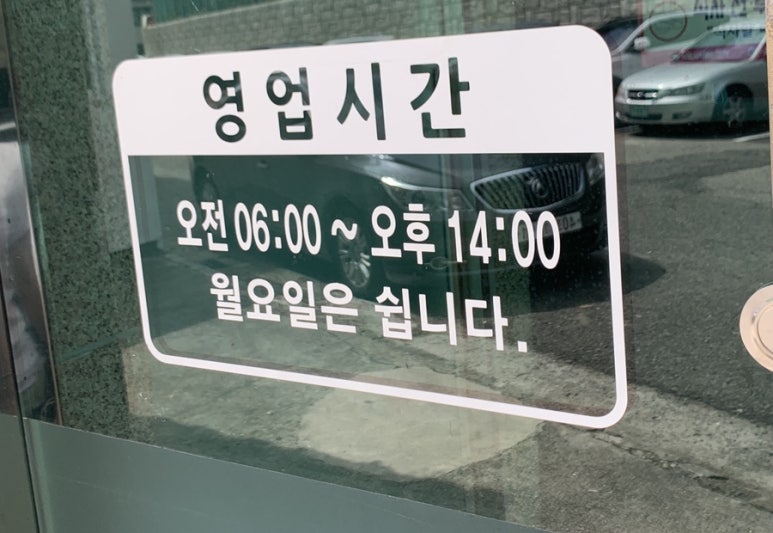 영업시간
오전 06:00 ~ 오후 14:00
월요일은 쉽니다.